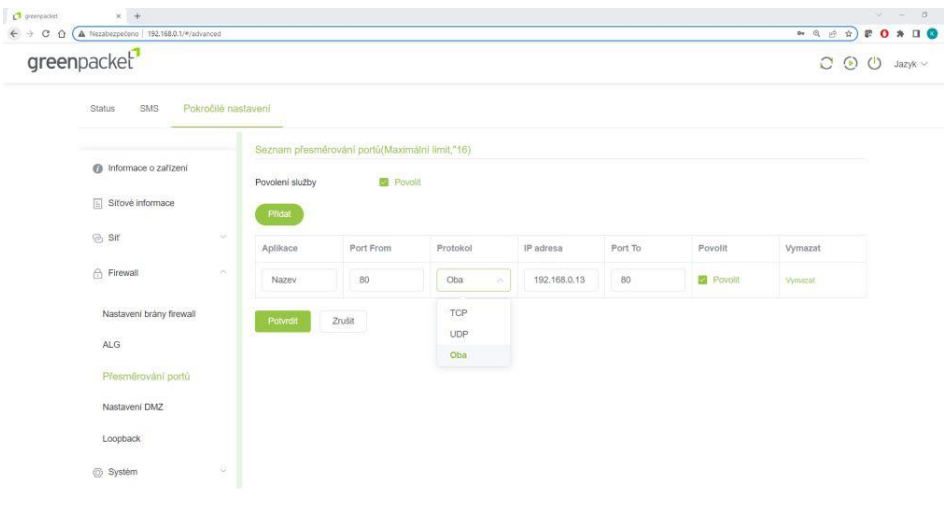 greenpacket
Nezabezpečeno | 192.168.0.1/#/advanced
greenpacket
Jazyk
Status SMS Pokročilé nastavení
Seznam přesměrování portů(Maximální limit,"16)
Informace o zařízení
Povolení služby Povolit
Síťové informace
Přidat
Síť
Aplikace Port From Protokol IP adresa Port To Povolit Vymazat
Firewall
Nazev 80 Oba 192.168.0.13 80 Povolit Vymazat
Nastavení brány firewall
Potvrdit Zrušit
TCP
UDP
Oba
ALG
Přesměrování portů
Nastavení DMZ
Loopback
Systém